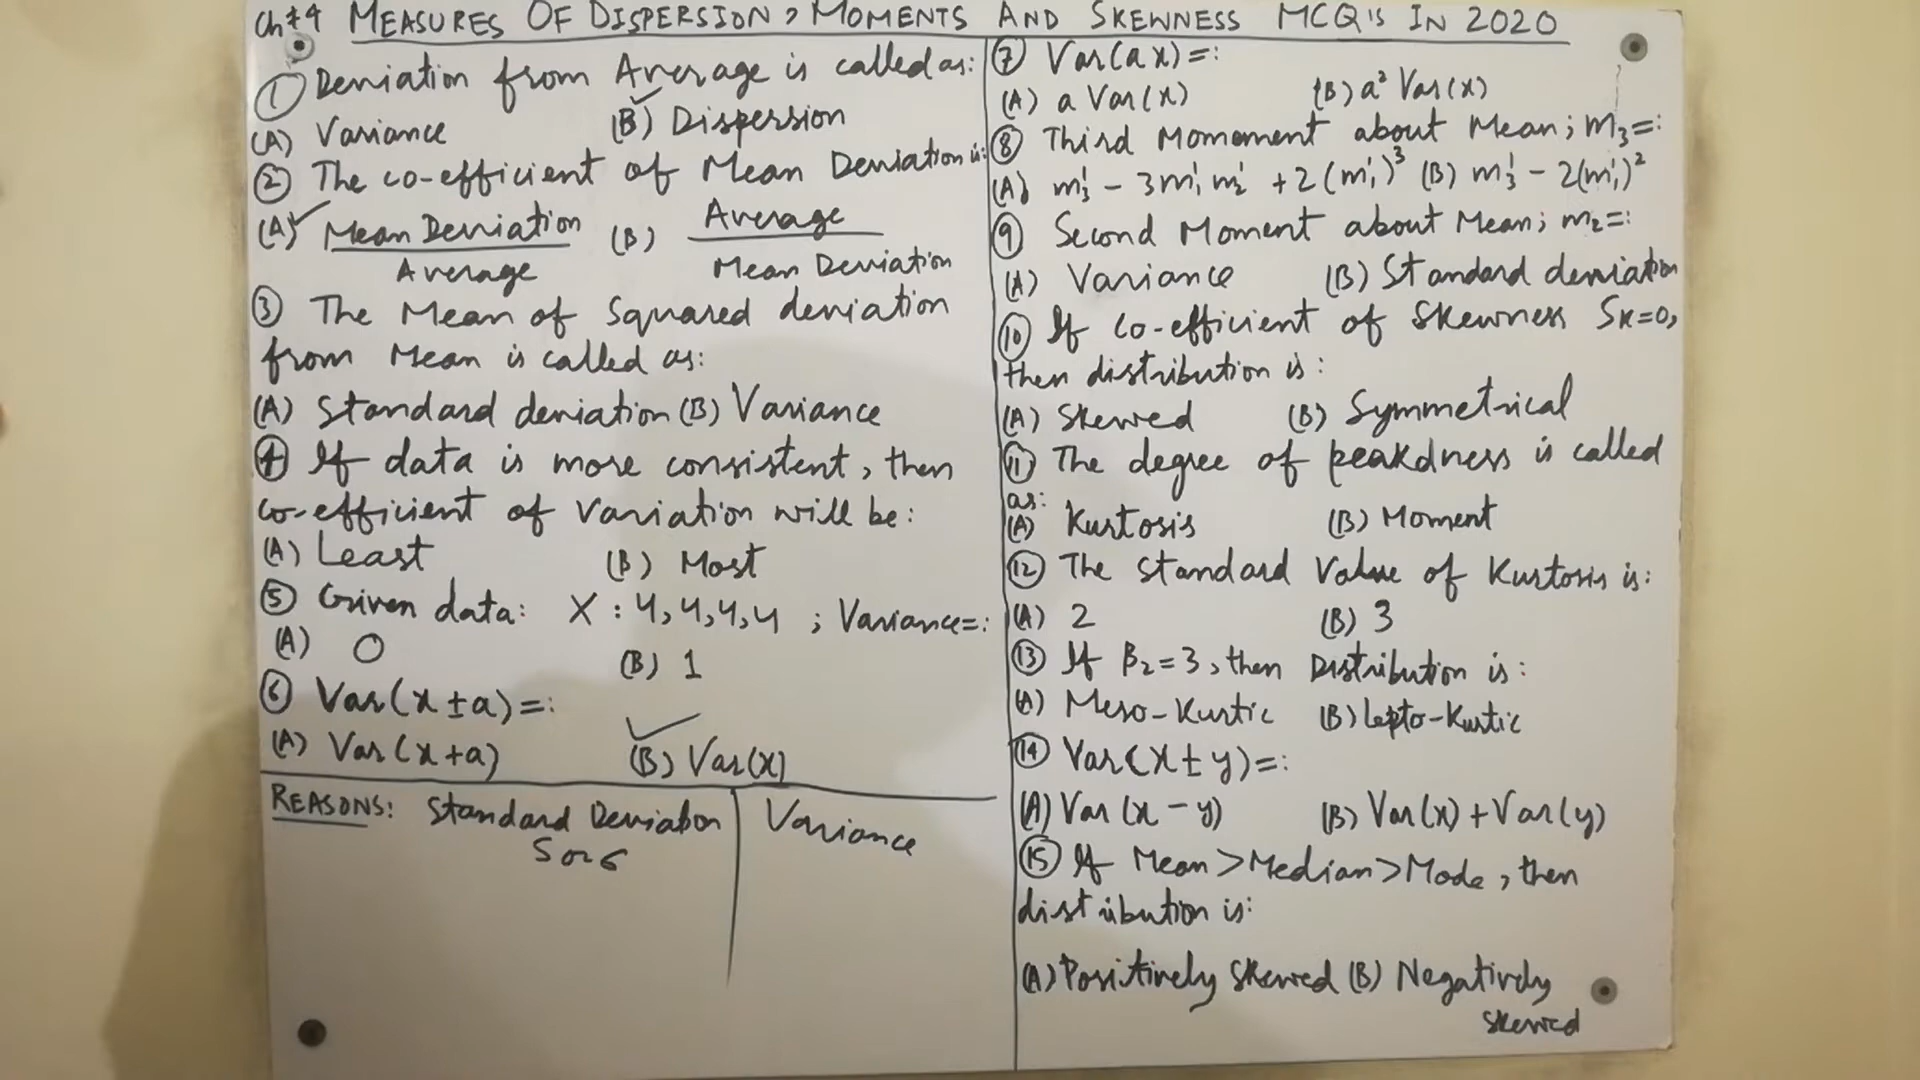 Ch#4 MEASURES OF DISPERSION, MOMENTS AND SKEWNESS MCQ'S IN 2020
① Deviation from Average is called as:
(A) Variance (B) Dispersion
② The co-efficient of Mean Deviation is:
(A) Mean Deviation / Average (B) Average / Mean Deviation
③ The Mean of Squared deviation
from Mean is called as:
(A) Standard deviation (B) Variance
④ If data is more consistent, then
co-efficient of Variation will be:
(A) Least (B) Most
⑤ Given data: X : 4, 4, 4, 4 ; Variance=:
(A) 0 (B) 1
⑥ Var(x ± a) =:
(A) Var(x+a) (B) Var(x)
REASONS: Standard Deviation
S or σ
Variance
⑦ Var(ax) =:
(A) a Var(x) (B) a² Var(x)
⑧ Third Momoment about Mean; m₃=:
(A) m₃' - 3m₁' m₂' + 2(m₁')³ (B) m₃' - 2(m₁')²
⑨ Second Moment about Mean; m₂=:
(A) Variance (B) Standard deviation
⑩ If co-efficient of Skewness Sk=0,
then distribution is:
(A) Skewed (B) Symmetrical
⑪ The degree of peakdness is called
as:
(A) Kurtosis (B) Moment
⑫ The standard Value of Kurtosis is:
(A) 2 (B) 3
⑬ If β₂=3, then Distribution is:
(A) Meso-Kurtic (B) Lepto-Kurtic
⑭ Var(x ± y) =:
(A) Var(x - y) (B) Var(x) + Var(y)
⑮ If Mean > Median > Mode, then
distribution is:
(A) Positively Skewed (B) Negatively
Skewed